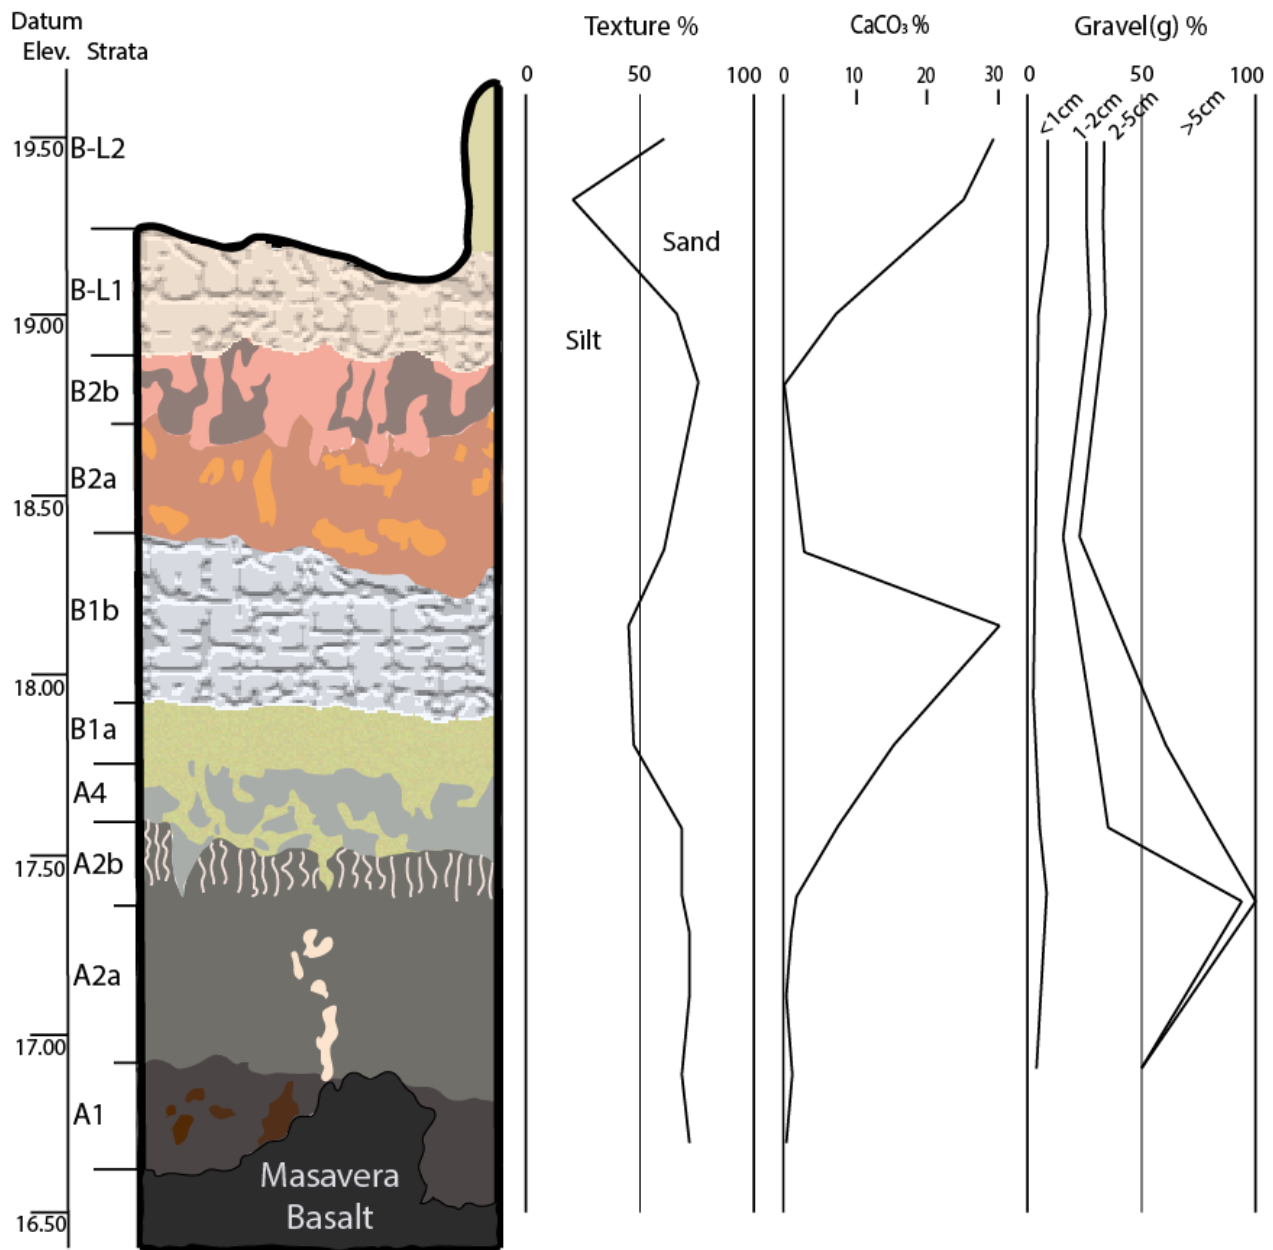 Datum
Elev. Strata
Texture %
CaCO₃ %
Gravel(g) %
0 50 100
0 10 20 30
0 50 100
<1cm 1-2cm 2-5cm >5cm
19.50 B-L2
Sand
B-L1
19.00
Silt
B2b
B2a
18.50
B1b
18.00
B1a
A4
A2b
17.50
A2a
17.00
A1
Masavera
Basalt
16.50